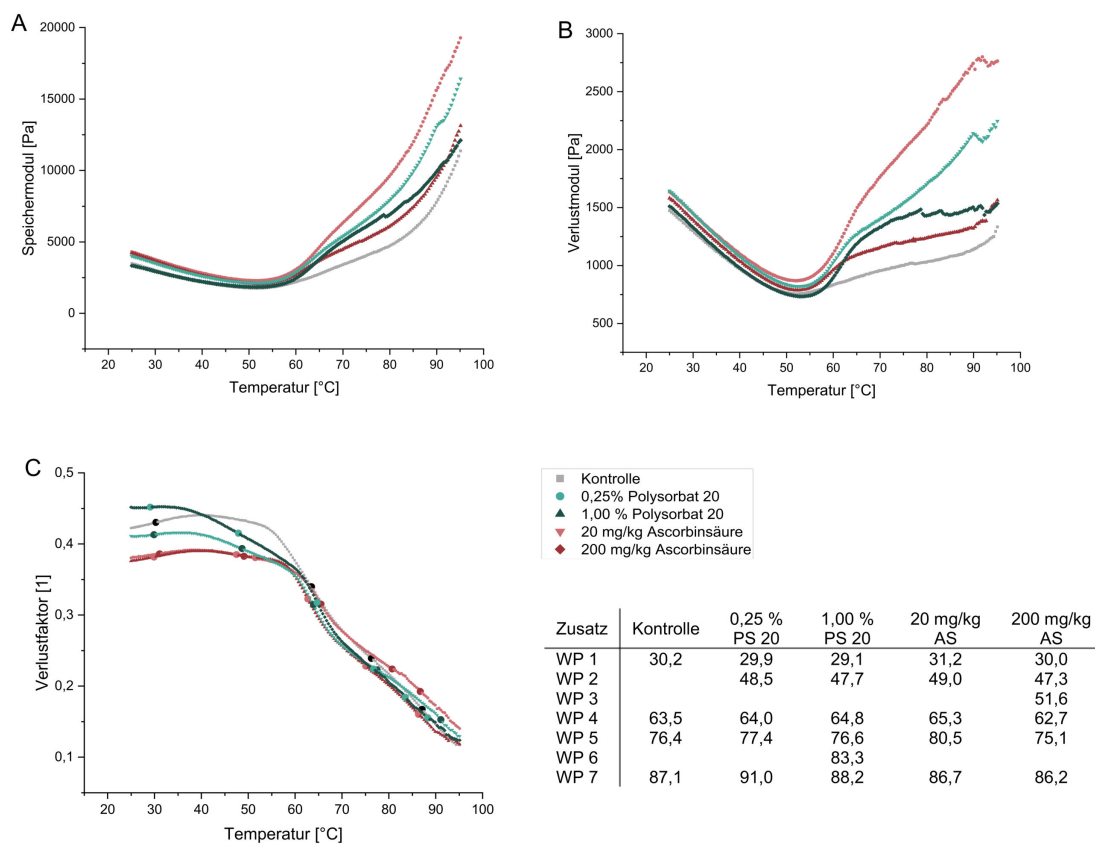 A
20000
15000
10000
5000
0
Speichermodul [Pa]
20 30 40 50 60 70 80 90 100
Temperatur [°C]
B
3000
2500
2000
1500
1000
500
Verlustmodul [Pa]
20 30 40 50 60 70 80 90 100
Temperatur [°C]
C
0,5
0,4
0,3
0,2
0,1
Verlustfaktor [1]
20 30 40 50 60 70 80 90 100
Temperatur [°C]
Kontrolle
0,25% Polysorbat 20
1,00 % Polysorbat 20
20 mg/kg Ascorbinsäure
200 mg/kg Ascorbinsäure
Zusatz Kontrolle 0,25 % PS 20 1,00 % PS 20 20 mg/kg AS 200 mg/kg AS
WP 1 30,2 29,9 29,1 31,2 30,0
WP 2 48,5 47,7 49,0 47,3
WP 3 51,6
WP 4 63,5 64,0 64,8 65,3 62,7
WP 5 76,4 77,4 76,6 80,5 75,1
WP 6 83,3
WP 7 87,1 91,0 88,2 86,7 86,2